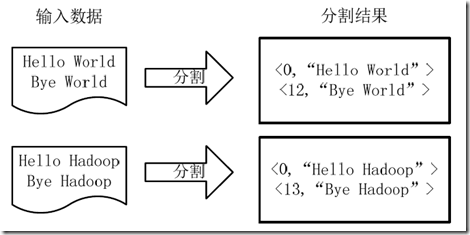 输入数据
分割结果
Hello World
Bye World
分割
<0, “Hello World” >
<12, “Bye World” >
Hello Hadoop
Bye Hadoop
分割
<0, “Hello Hadoop” >
<13, “Bye Hadoop” >